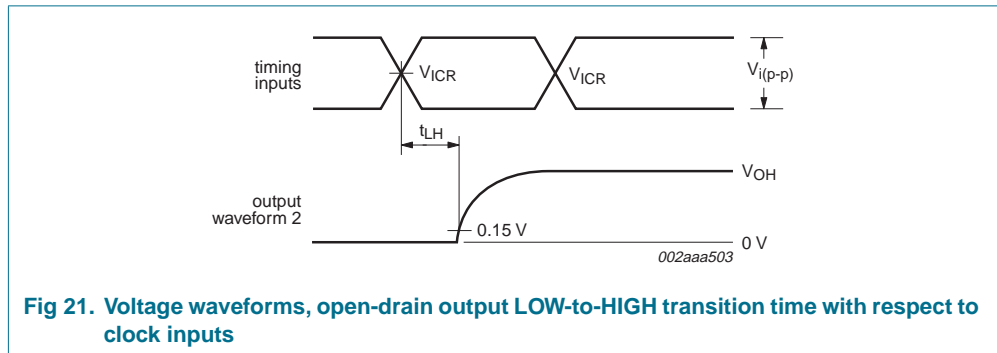 timing
inputs
VICR
VICR
Vi(p-p)
tLH
output
waveform 2
0.15 V
VOH
0 V
002aaa503
Fig 21. Voltage waveforms, open-drain output LOW-to-HIGH transition time with respect to
clock inputs